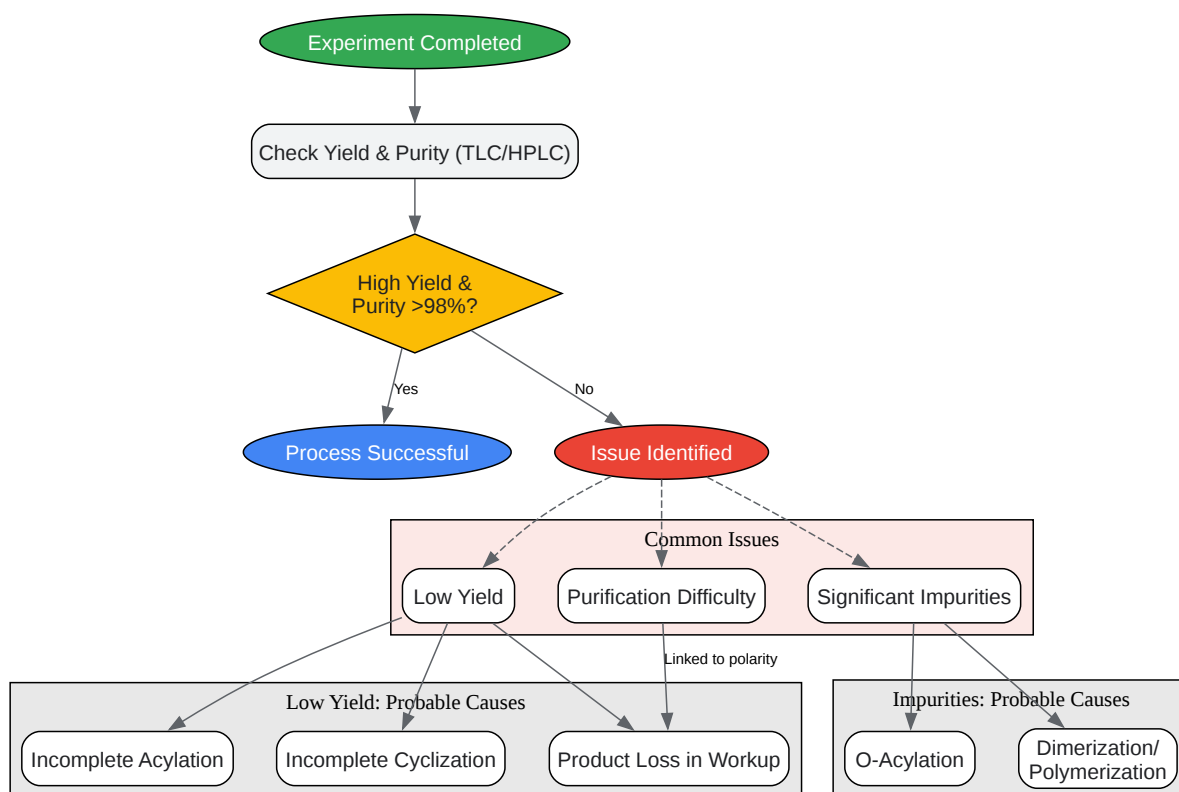 Experiment Completed
Check Yield & Purity (TLC/HPLC)
High Yield &
Purity >98%?
Yes
No
Process Successful
Issue Identified
Common Issues
Low Yield
Purification Difficulty
Significant Impurities
Linked to polarity
Low Yield: Probable Causes
Impurities: Probable Causes
Incomplete Acylation
Incomplete Cyclization
Product Loss in Workup
O-Acylation
Dimerization/
Polymerization